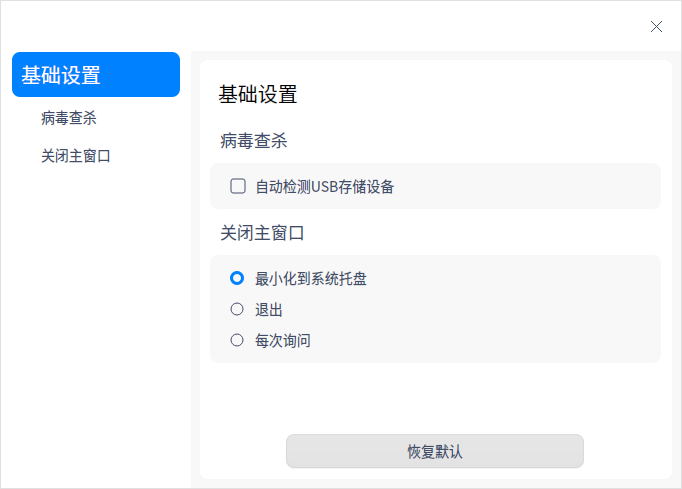 基础设置
病毒查杀
关闭主窗口
基础设置
病毒查杀
自动检测USB存储设备
关闭主窗口
最小化到系统托盘
退出
每次询问
恢复默认